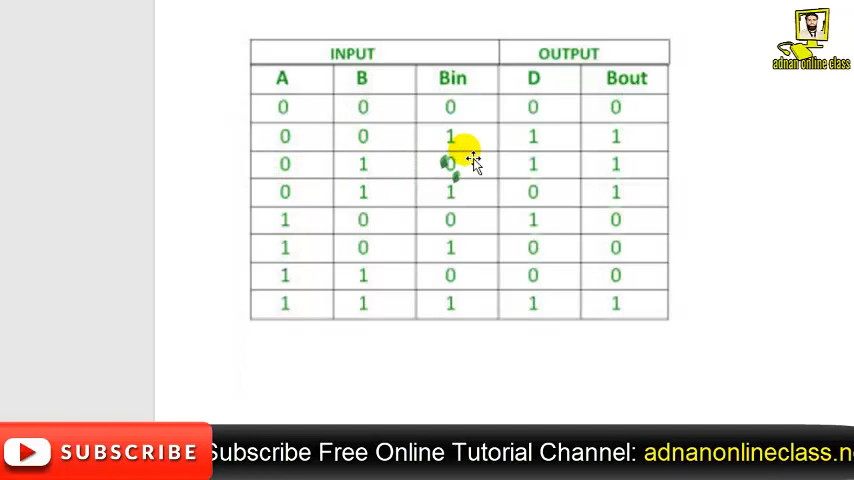 adnan online class
INPUT OUTPUT
A B Bin D Bout
0 0 0 0 0
0 0 1 1 1
0 1 0 1 1
0 1 1 0 1
1 0 0 1 0
1 0 1 0 0
1 1 0 0 0
1 1 1 1 1
SUBSCRIBE Subscribe Free Online Tutorial Channel: adnanonlineclass.n